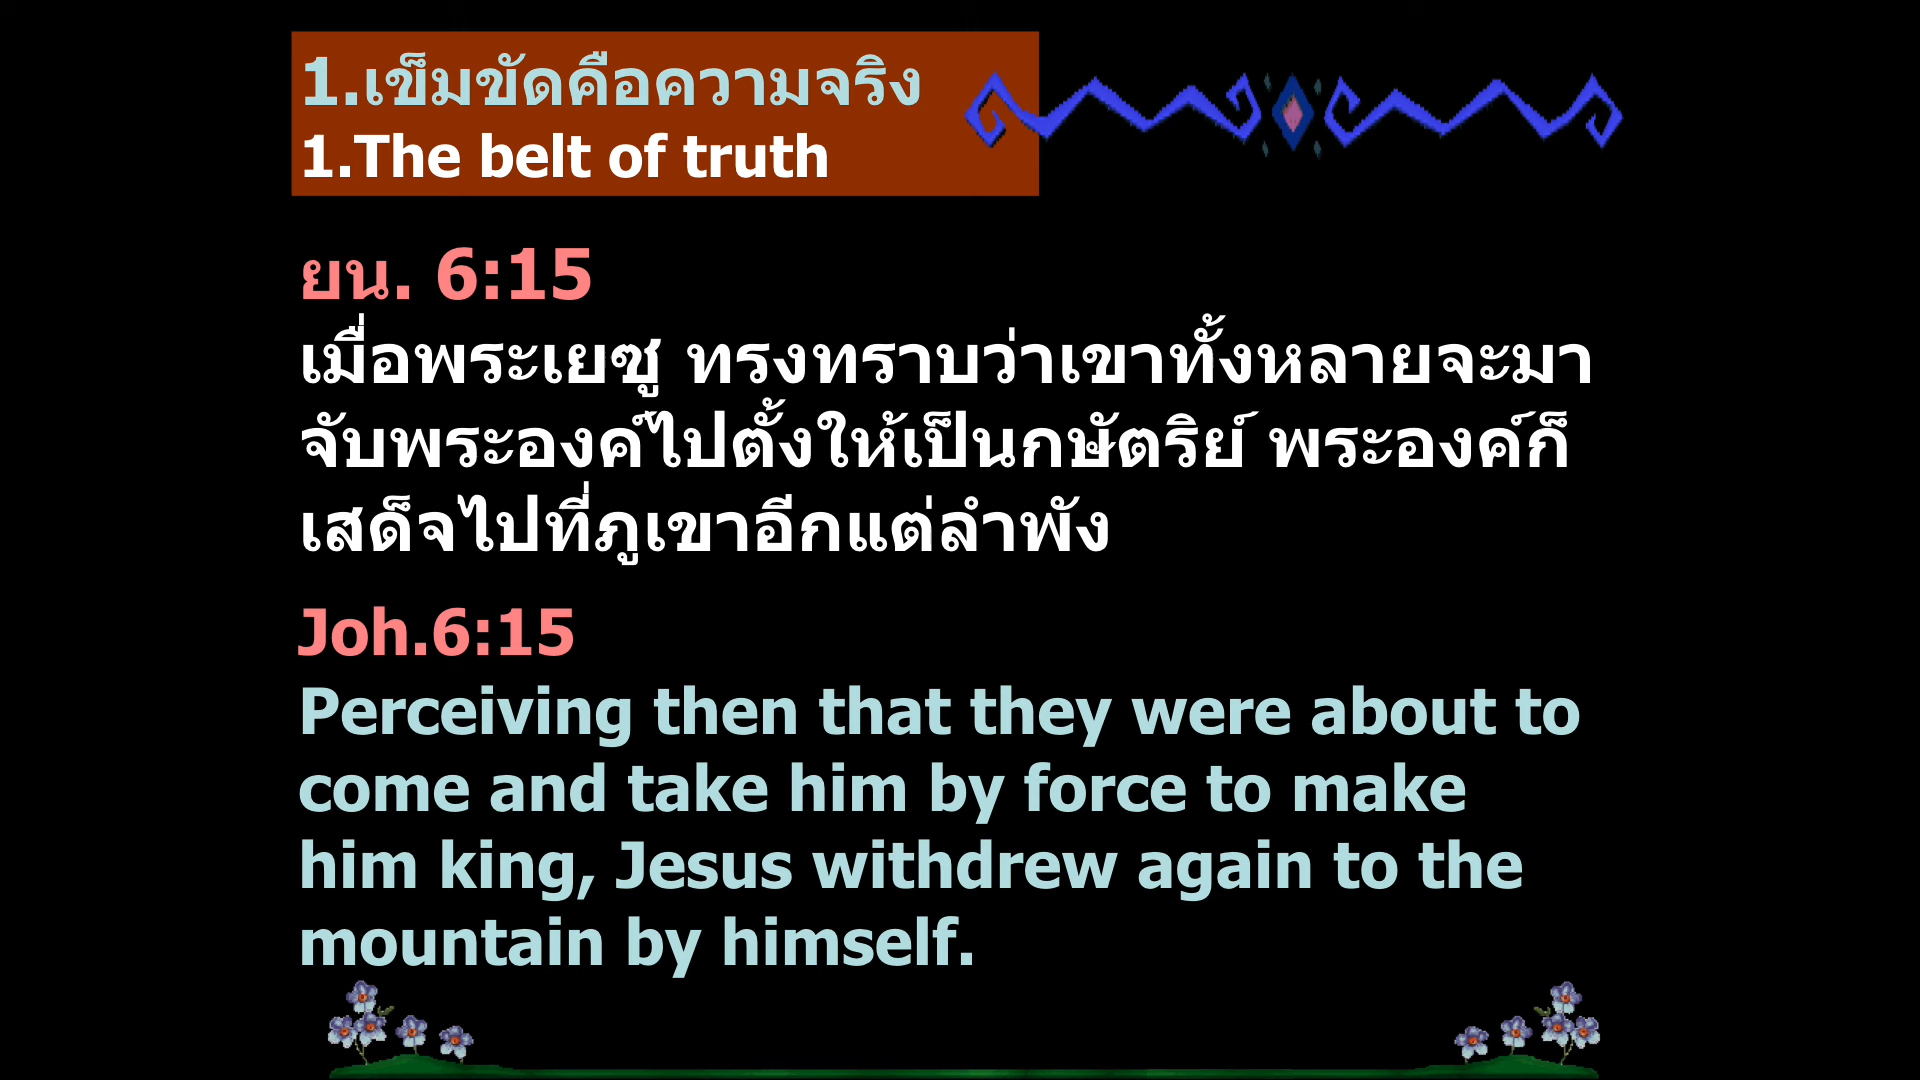 1.เข็มขัดคือความจริง
1.The belt of truth
ยน. 6:15
เมื่อพระเยซู ทรงทราบว่าเขาทั้งหลายจะมา
จับพระองค์ไปตั้งให้เป็นกษัตริย์ พระองค์ก็
เสด็จไปที่ภูเขาอีกแต่ลำพัง
Joh.6:15
Perceiving then that they were about to
come and take him by force to make
him king, Jesus withdrew again to the
mountain by himself.